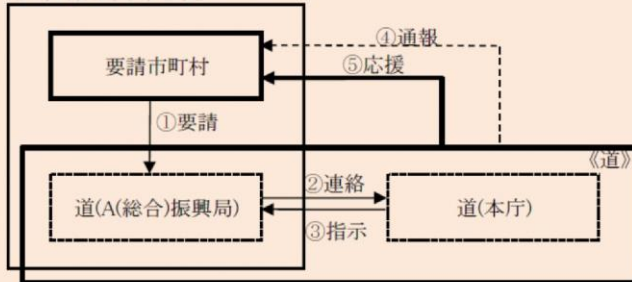 ④通報
要請市町村
⑤応援
①要請
《道》
道(A(総合)振興局)
②連絡
道(本庁)
③指示